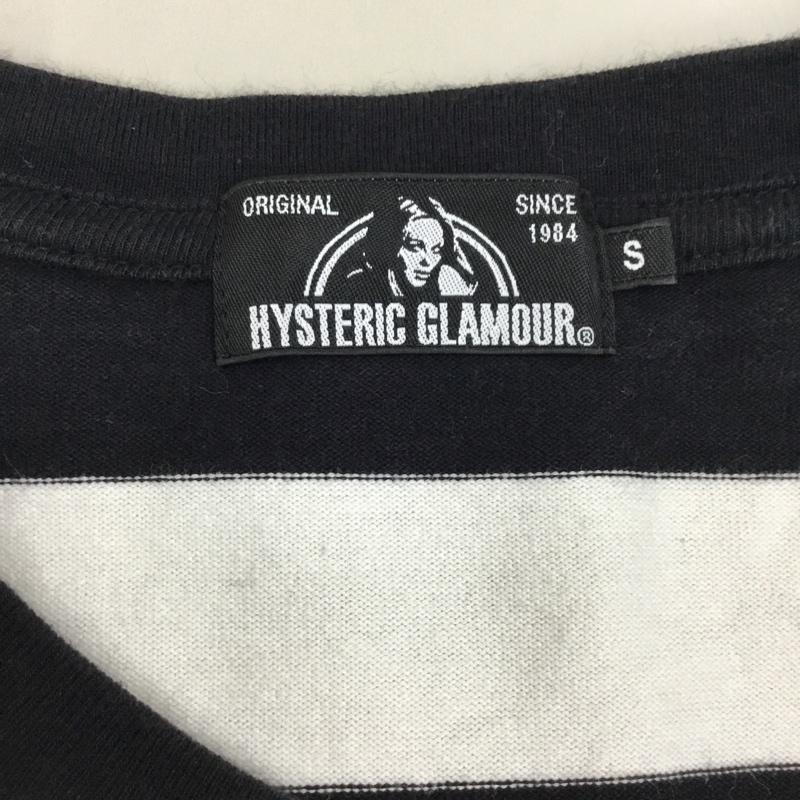 ORIGINAL
SINCE
1984
HYSTERIC GLAMOUR®
S